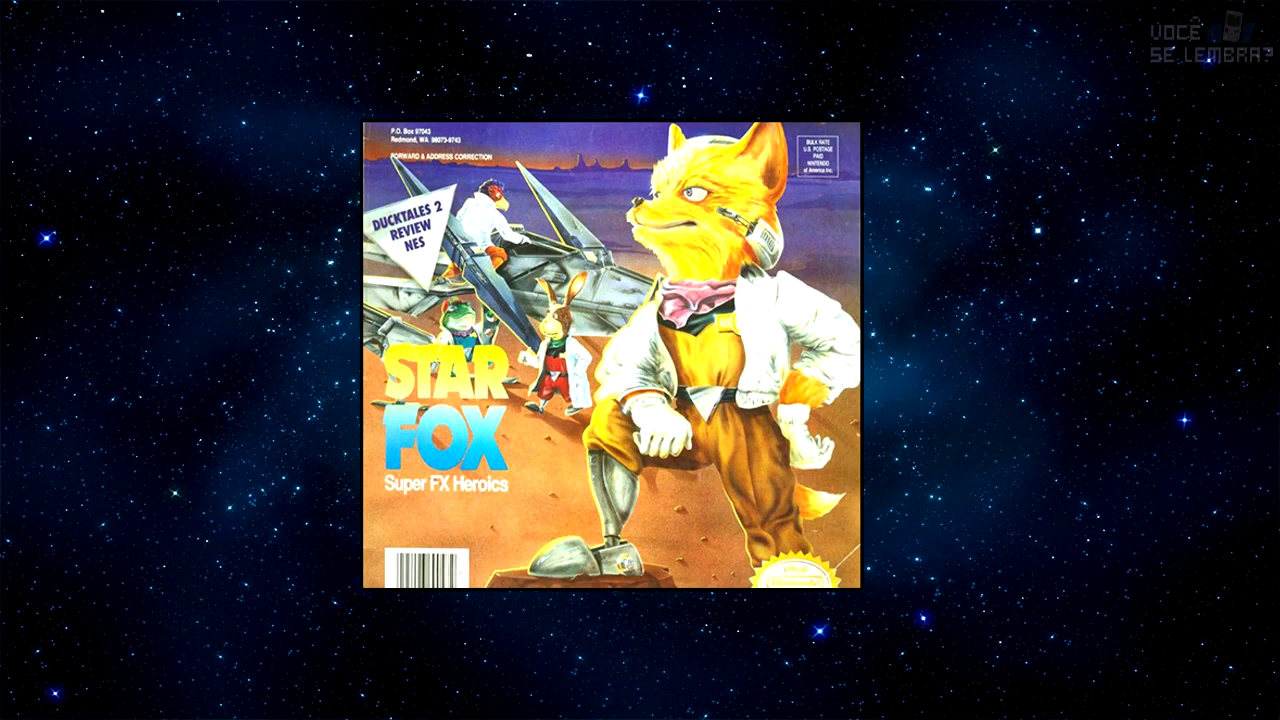 VOCÊ
SE LEMBRA?
P.O. Box 97043
Redmond, WA 98073-9743
FORWARD & ADDRESS CORRECTION
BULK RATE
U.S. POSTAGE
PAID
NINTENDO
of America Inc.
DUCKTALES 2
REVIEW
NES
STAR
FOX
Super FX Heroics